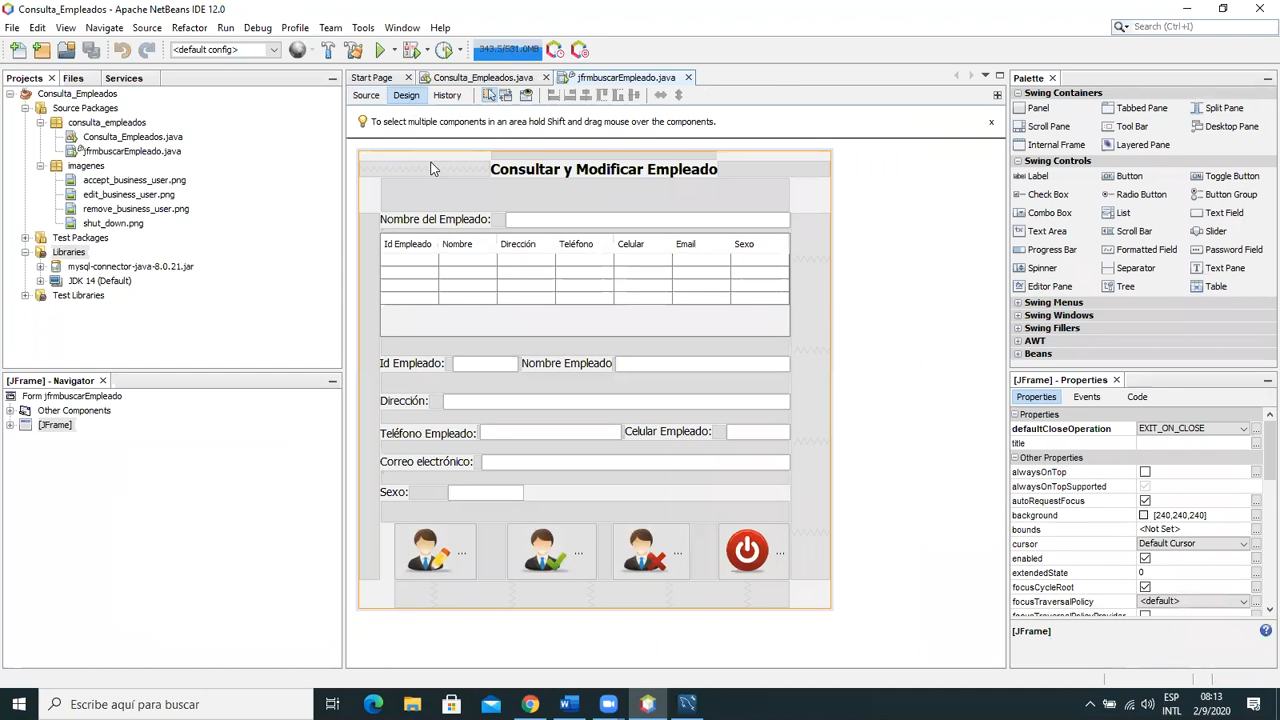 Consulta_Empleados - Apache NetBeans IDE 12.0
File Edit View Navigate Source Refactor Run Debug Profile Team Tools Window Help
Search (Ctrl+I)
<default config>
343.5/531.0MB
Projects Files Services
Consulta_Empleados
Source Packages
consulta_empleados
Consulta_Empleados.java
jfrmbuscarEmpleado.java
imagenes
accept_business_user.png
edit_business_user.png
remove_business_user.png
shut_down.png
Test Packages
Libraries
mysql-connector-java-8.0.21.jar
JDK 14 (Default)
Test Libraries
[JFrame] - Navigator
Form jfrmbuscarEmpleado
Other Components
[JFrame]
Start Page Consulta_Empleados.java jfrmbuscarEmpleado.java
Source Design History
To select multiple components in an area hold Shift and drag mouse over the components.
Consultar y Modificar Empleado
Nombre del Empleado:
Id Empleado Nombre Dirección Teléfono Celular Email Sexo
Id Empleado: Nombre Empleado
Dirección:
Teléfono Empleado: Celular Empleado:
Correo electrónico:
Sexo:
... ... ... ...
Palette
Swing Containers
Panel Tabbed Pane Split Pane
Scroll Pane Tool Bar Desktop Pane
Internal Frame Layered Pane
Swing Controls
Label Button Toggle Button
Check Box Radio Button Button Group
Combo Box List Text Field
Text Area Scroll Bar Slider
Progress Bar Formatted Field Password Field
Spinner Separator Text Pane
Editor Pane Tree Table
Swing Menus
Swing Windows
Swing Fillers
AWT
Beans
[JFrame] - Properties
Properties Events Code
Properties
defaultCloseOperation EXIT_ON_CLOSE
title
Other Properties
alwaysOnTop
alwaysOnTopSupported
autoRequestFocus
background [240,240,240]
bounds <Not Set>
cursor Default Cursor
enabled
extendedState 0
focusCycleRoot
focusTraversalPolicy <default>
focusTraversalPolicyProvider
[JFrame]
Escribe aquí para buscar
ESP
INTL
08:13
2/9/2020